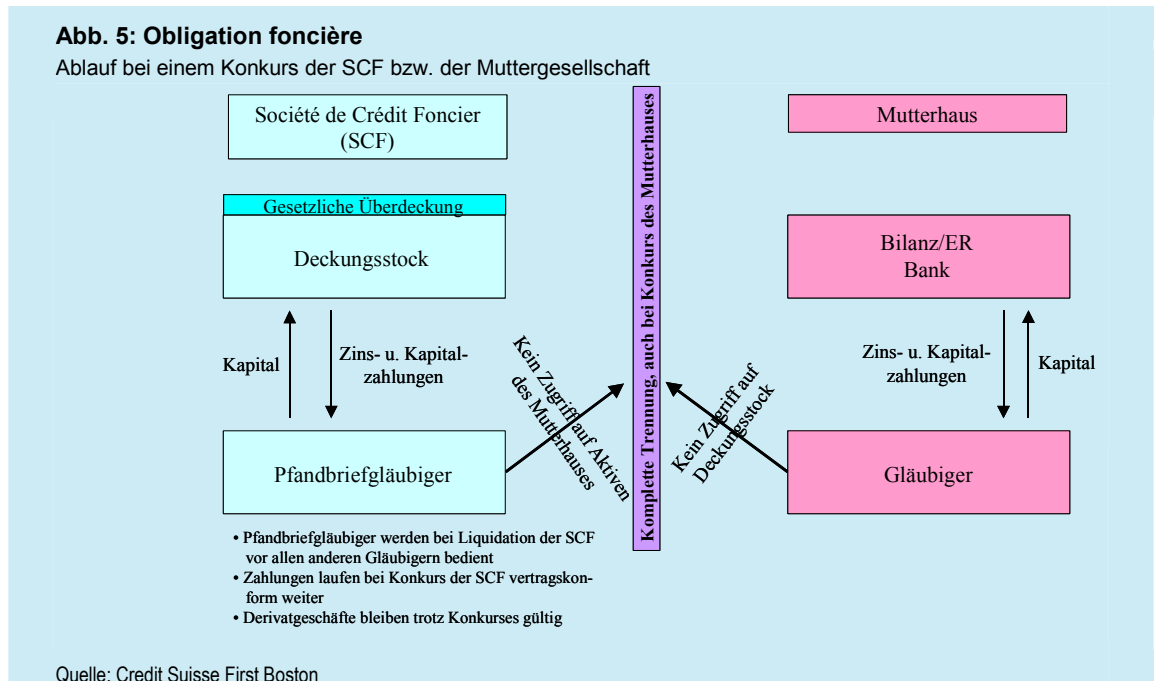 Abb. 5: Obligation foncière
Ablauf bei einem Konkurs der SCF bzw. der Muttergesellschaft
Société de Crédit Foncier
(SCF)
Gesetzliche Überdeckung
Deckungsstock
Kapital
Zins- u. Kapital-
zahlungen
Pfandbriefgläubiger
Kein Zugriff auf Aktiven
des Mutterhauses
• Pfandbriefgläubiger werden bei Liquidation der SCF
vor allen anderen Gläubigern bedient
• Zahlungen laufen bei Konkurs der SCF vertragskon-
form weiter
• Derivatgeschäfte bleiben trotz Konkurses gültig
Komplette Trennung, auch bei Konkurs des Mutterhauses
Mutterhaus
Bilanz/ER
Bank
Zins- u. Kapital-
zahlungen
Kapital
Kein Zugriff auf
Deckungsstock
Gläubiger
Quelle: Credit Suisse First Boston